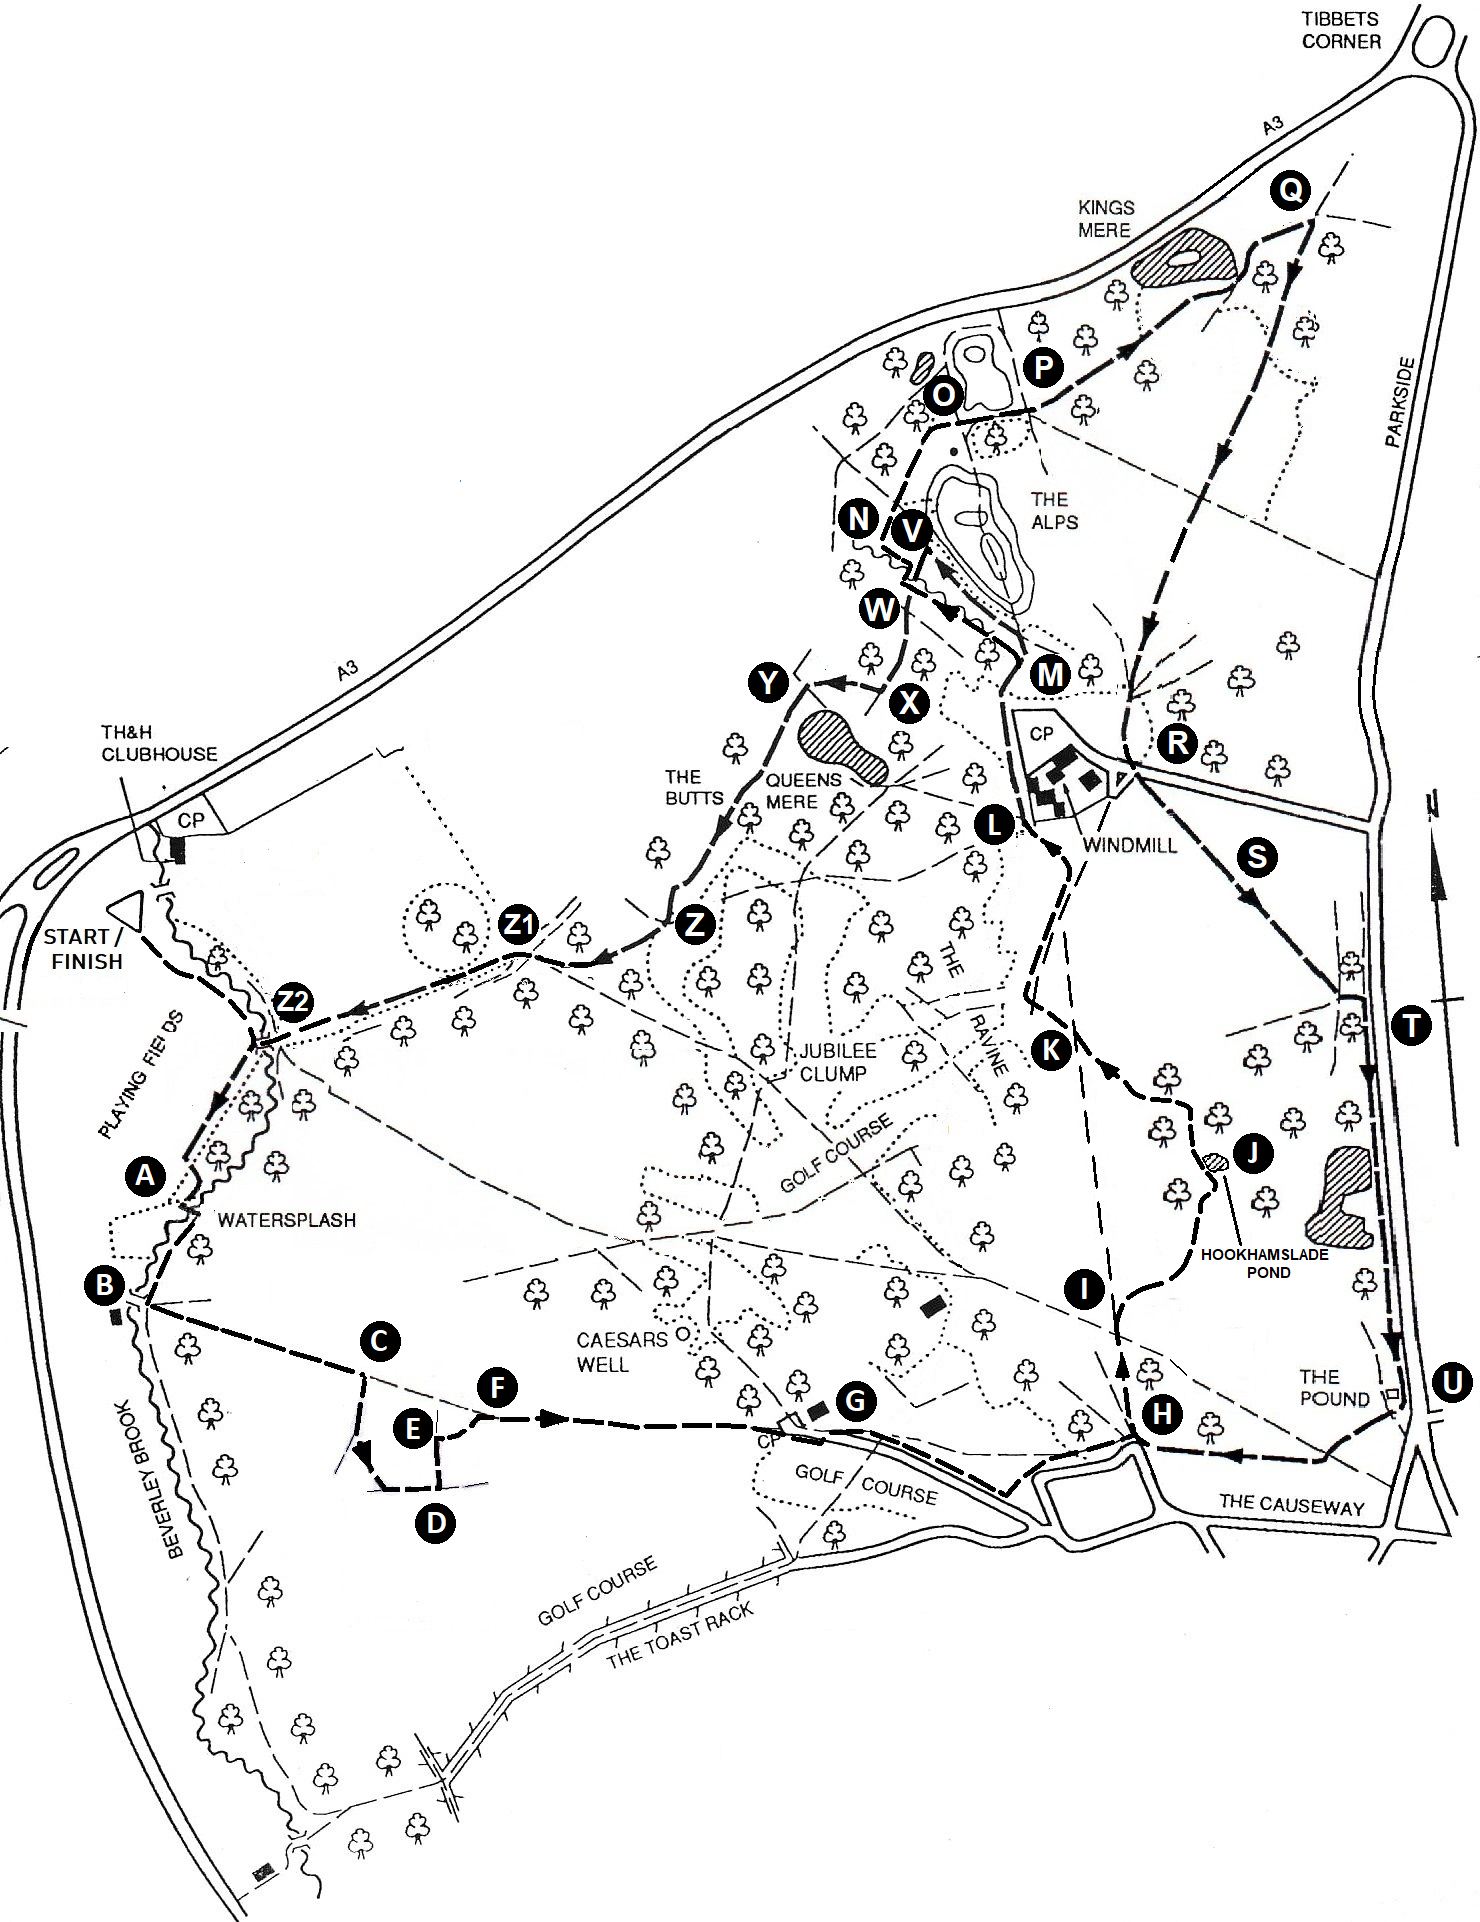 TIBBETS
CORNER
A3
Q
KINGS
MERE
P
O
PARKSIDE
THE
ALPS
N
V
W
A3
M
Y
X
TH&H
CLUBHOUSE
CP
R
CP
THE
BUTTS
QUEENS
MERE
L
WINDMILL
N
S
START /
FINISH
Z1
Z
THE
RAVINE
Z2
T
PLAYING FIELDS
JUBILEE
CLUMP
K
GOLF COURSE
J
A
WATERSPLASH
HOOKHAMSLADE
POND
B
I
C
CAESARS
WELL
F
THE
POUND
U
E
G
H
CP
BEVERLEY BROOK
GOLF COURSE
THE CAUSEWAY
D
GOLF COURSE
THE TOAST RACK